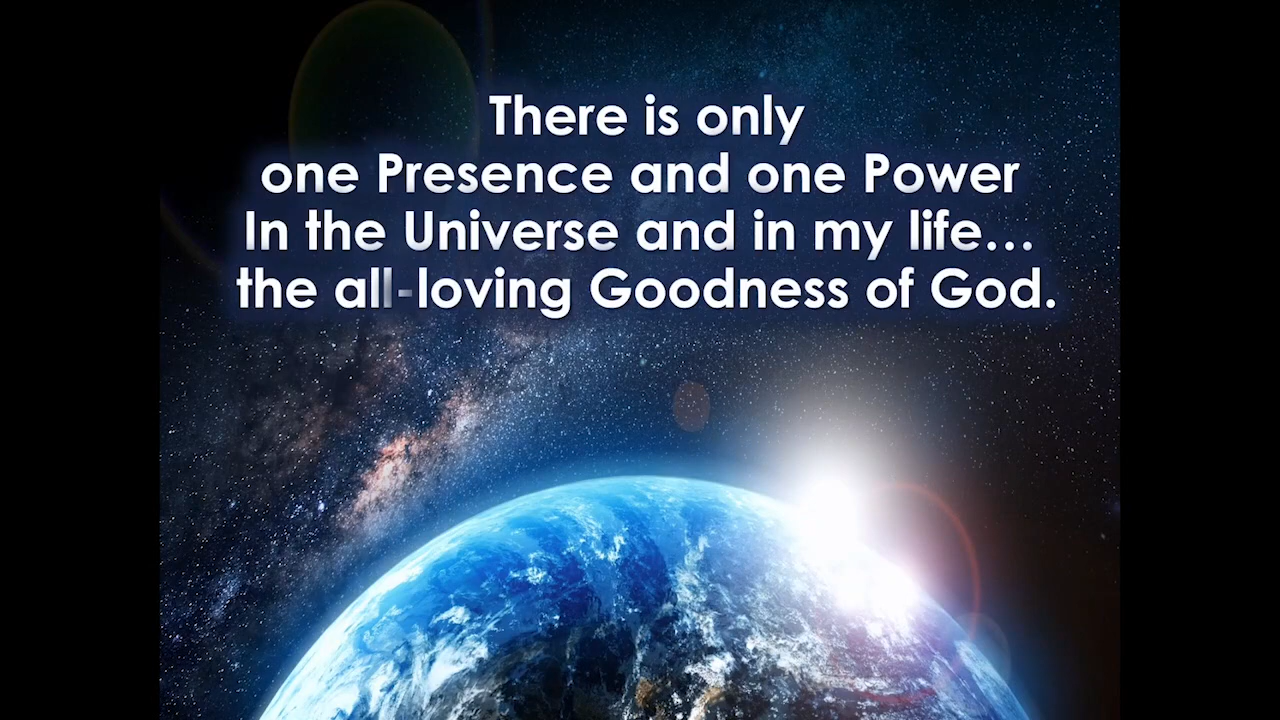 There is only
one Presence and one Power
In the Universe and in my life...
the all-loving Goodness of God.